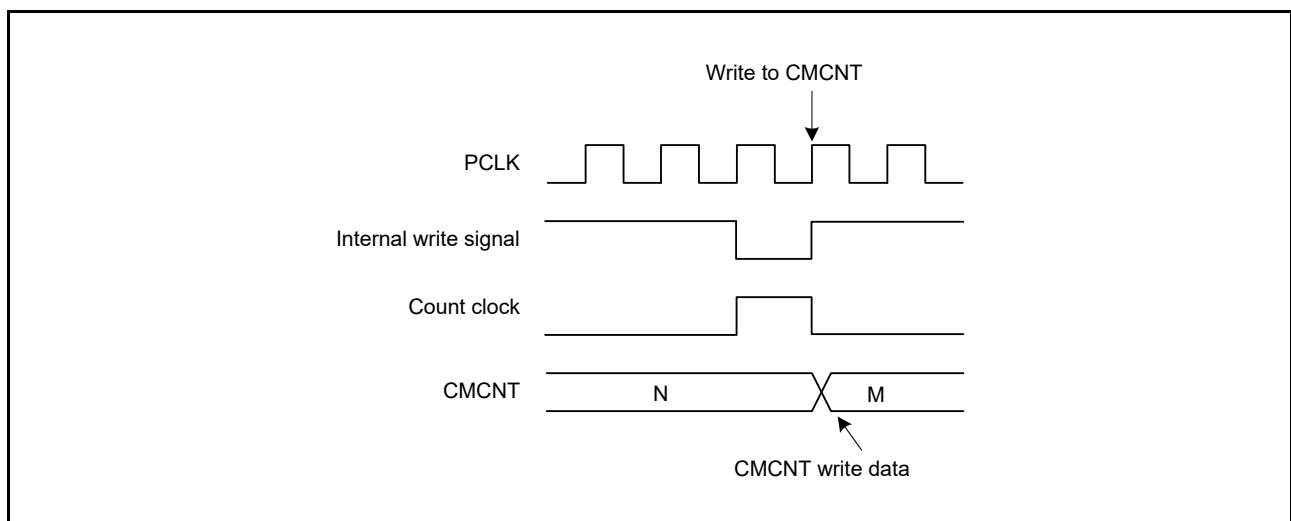 Write to CMCNT
PCLK
Internal write signal
Count clock
CMCNT
N
M
CMCNT write data